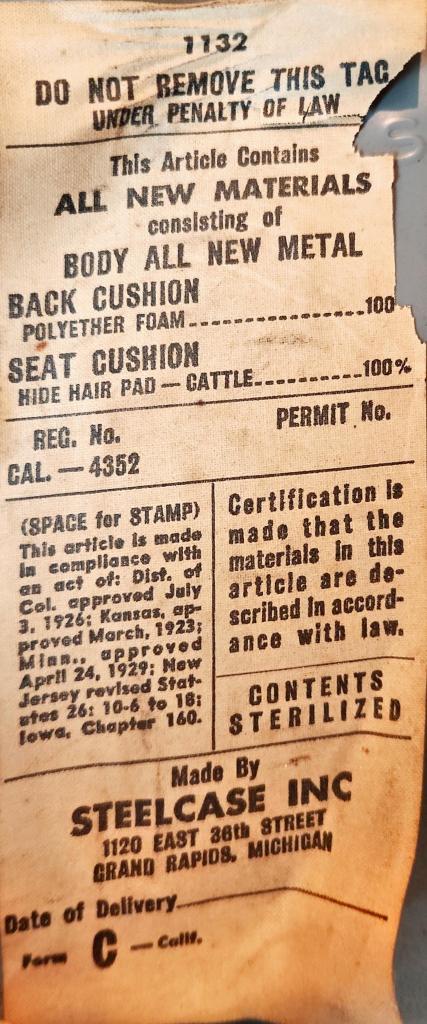 1132
DO NOT REMOVE THIS TAG
UNDER PENALTY OF LAW
This Article Contains
ALL NEW MATERIALS
consisting of
BODY ALL NEW METAL
BACK CUSHION
POLYETHER FOAM------------------100
SEAT CUSHION
HIDE HAIR PAD — CATTLE----------100%
REG. No.
PERMIT No.
CAL. — 4352
(SPACE for STAMP)
This article is made
in compliance with
an act of: Dist. of
Col. approved July
3, 1926; Kansas, ap-
proved March, 1923;
Minn., approved
April 24, 1929; New
Jersey revised Stat-
utes 26: 10-6 to 18;
Iowa, Chapter 160.
Certification is
made that the
materials in this
article are de-
scribed in accord-
ance with law.
CONTENTS
STERILIZED
Made By
STEELCASE INC
1120 EAST 36th STREET
GRAND RAPIDS, MICHIGAN
Date of Delivery
Form C — Calif.
S